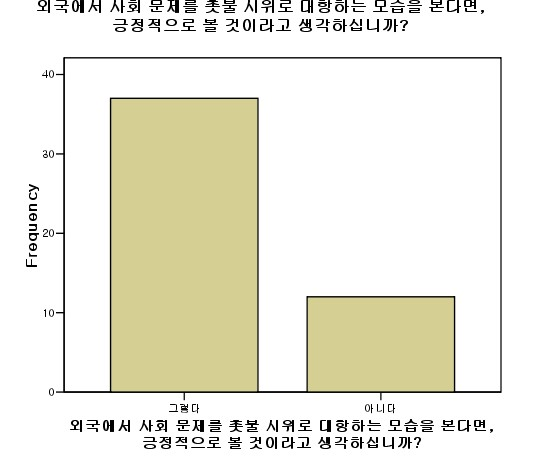 외국에서 사회 문제를 촛불 시위로 대항하는 모습을 본다면,
긍정적으로 볼 것이라고 생각하십니까?
40
30
20
10
0
Frequency
그렇다
아니다
외국에서 사회 문제를 촛불 시위로 대항하는 모습을 본다면,
긍정적으로 볼 것이라고 생각하십니까?